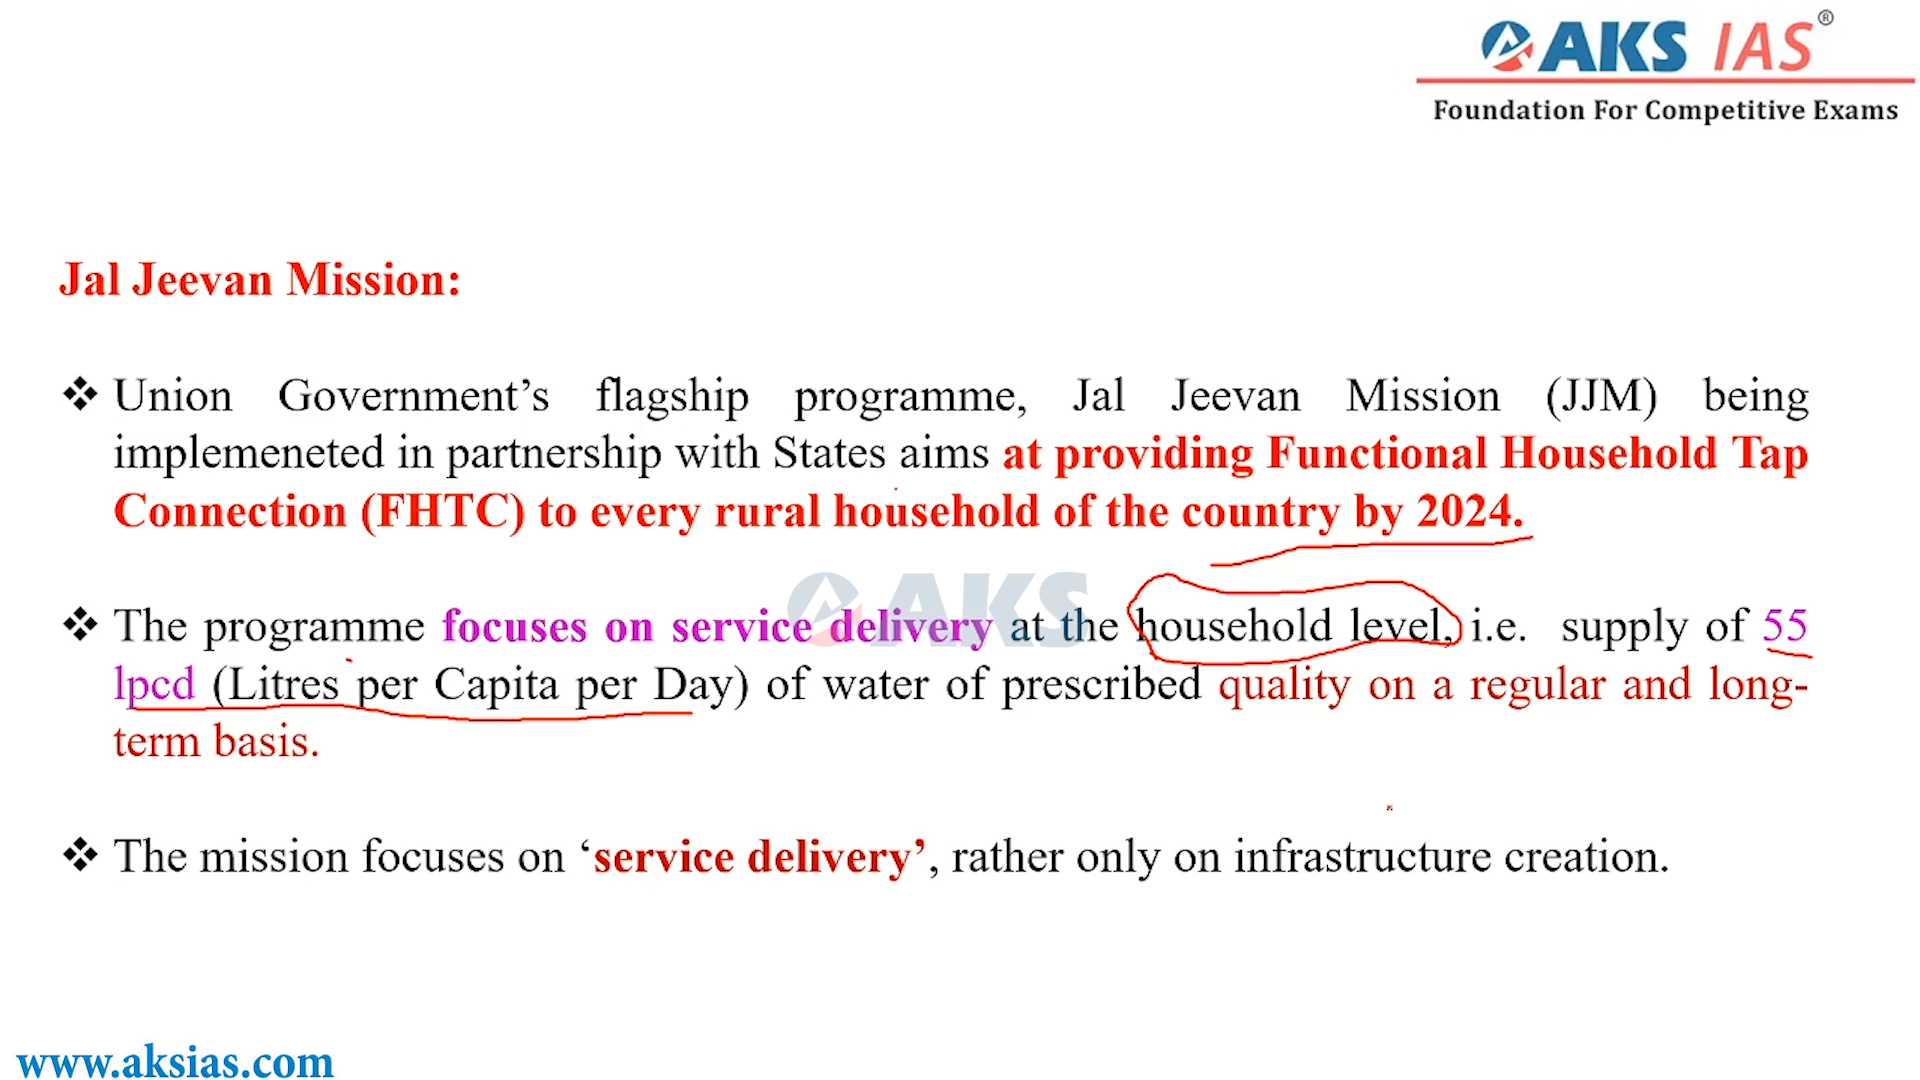 AKS IAS®
Foundation For Competitive Exams
Jal Jeevan Mission:
❖ Union Government’s flagship programme, Jal Jeevan Mission (JJM) being
implemeneted in partnership with States aims at providing Functional Household Tap
Connection (FHTC) to every rural household of the country by 2024.
AKS
❖ The programme focuses on service delivery at the household level, i.e. supply of 55
lpcd (Litres per Capita per Day) of water of prescribed quality on a regular and long-
term basis.
❖ The mission focuses on ‘service delivery’, rather only on infrastructure creation.
www.aksias.com